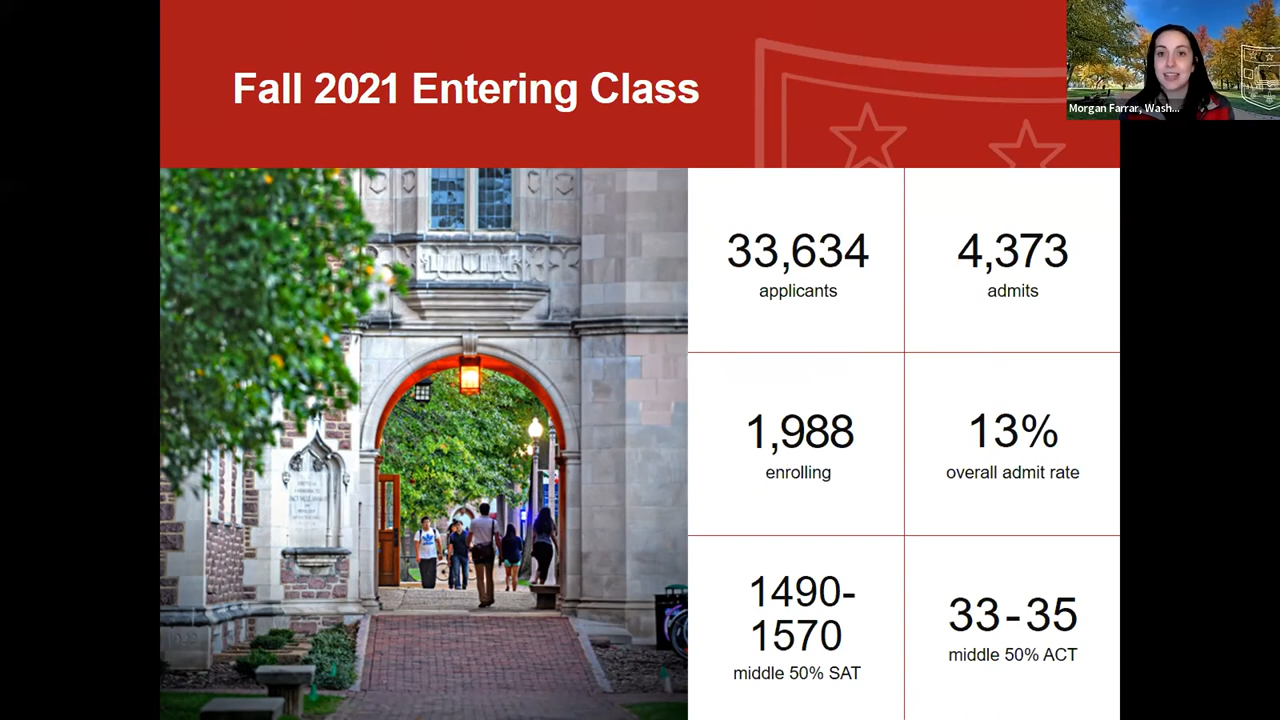 Fall 2021 Entering Class
Morgan Farrar, Wash...
33,634
applicants
4,373
admits
1,988
enrolling
13%
overall admit rate
1490-
1570
middle 50% SAT
33-35
middle 50% ACT